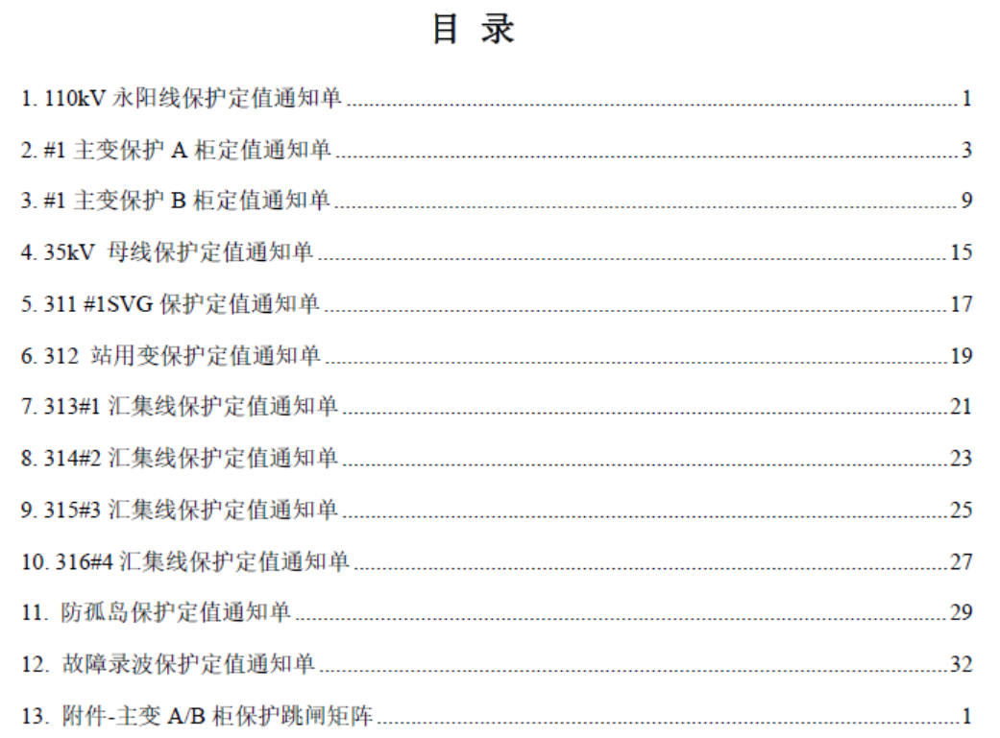 目 录
1. 110kV 永阳线保护定值通知单 1
2. #1 主变保护 A 柜定值通知单 3
3. #1 主变保护 B 柜定值通知单 9
4. 35kV 母线保护定值通知单 15
5. 311 #1SVG 保护定值通知单 17
6. 312 站用变保护定值通知单 19
7. 313#1 汇集线保护定值通知单 21
8. 314#2 汇集线保护定值通知单 23
9. 315#3 汇集线保护定值通知单 25
10. 316#4 汇集线保护定值通知单 27
11. 防孤岛保护定值通知单 29
12. 故障录波保护定值通知单 32
13. 附件-主变 A/B 柜保护跳闸矩阵 1